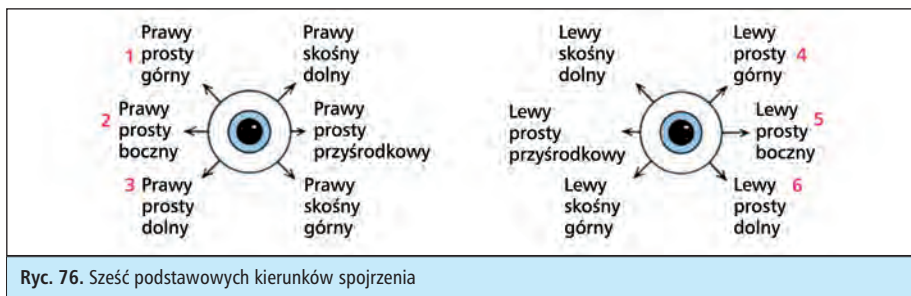 1 Prawy
prosty
górny
Prawy
skośny
dolny
2 Prawy
prosty
boczny
Prawy
prosty
przyśrodkowy
3 Prawy
prosty
dolny
Prawy
skośny
górny
Lewy
skośny
dolny
Lewy
prosty 4
górny
Lewy
prosty
przyśrodkowy
Lewy 5
prosty
boczny
Lewy
skośny
górny
Lewy 6
prosty
dolny
Ryc. 76. Sześć podstawowych kierunków spojrzenia